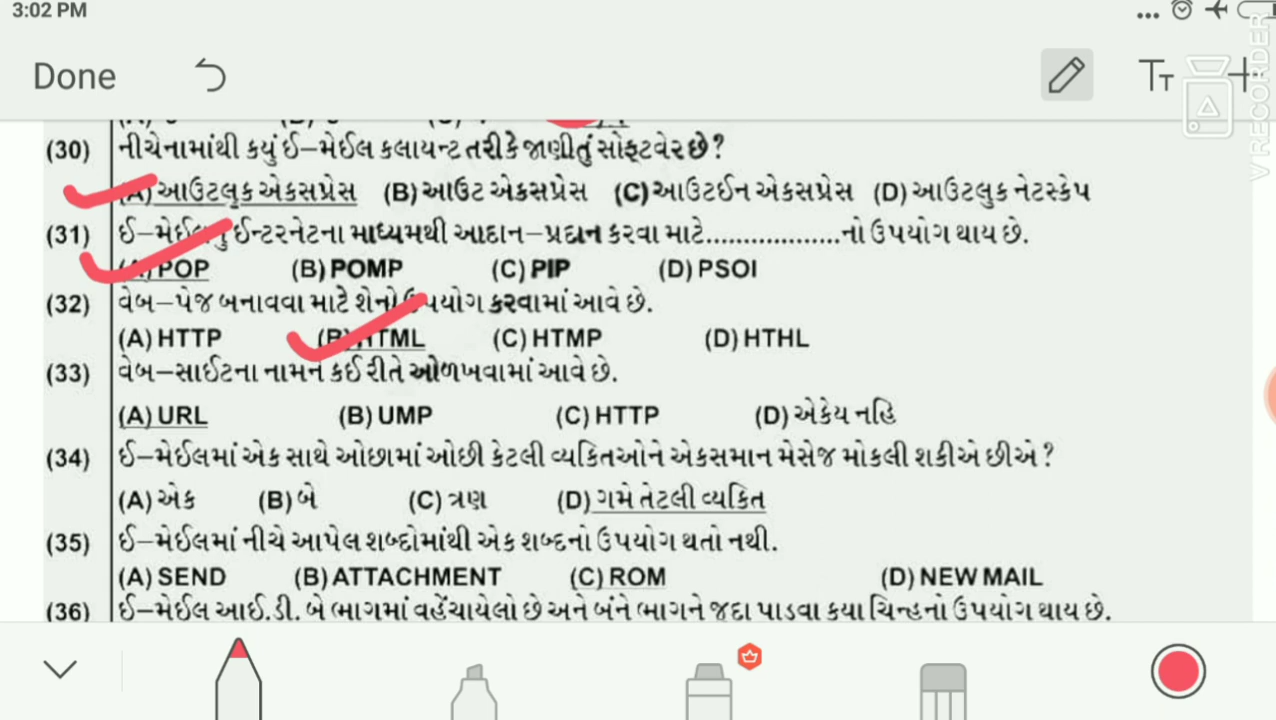 3:02 PM
Done
TT
V RECORDER
(30) નીચેનામાંથી કયું ઈ–મેઈલ કલાયન્ટ તરીકે જાણીતું સોફટવેર છે?
(A) આઉટલુક એકસપ્રેસ (B) આઉટ એકસપ્રેસ (C) આઉટઈન એકસપ્રેસ (D) આઉટલુક નેટસ્કેપ
(31) ઈ–મેઈલનું ઈન્ટરનેટના માધ્યમથી આદાન–પ્રદાન કરવા માટે...................નો ઉપયોગ થાય છે.
(A) POP (B) POMP (C) PIP (D) PSOI
(32) વેબ–પેજ બનાવવા માટે શેનો ઉપયોગ કરવામાં આવે છે.
(A) HTTP (B) HTML (C) HTMP (D) HTHL
(33) વેબ–સાઈટના નામને કઈ રીતે ઓળખવામાં આવે છે.
(A) URL (B) UMP (C) HTTP (D) એકેય નહિ
(34) ઈ–મેઈલમાં એક સાથે ઓછામાં ઓછી કેટલી વ્યકિતઓને એકસમાન મેસેજ મોકલી શકીએ છીએ ?
(A) એક (B) બે (C) ત્રણ (D) ગમે તેટલી વ્યકિત
(35) ઈ–મેઈલમાં નીચે આપેલ શબ્દોમાંથી એક શબ્દનો ઉપયોગ થતો નથી.
(A) SEND (B) ATTACHMENT (C) ROM (D) NEW MAIL
(36) ઈ–મેઈલ આઈ.ડી. બે ભાગમાં વહેંચાયેલો છે અને બંને ભાગને જુદા પાડવા કયા ચિન્હનો ઉપયોગ થાય છે.